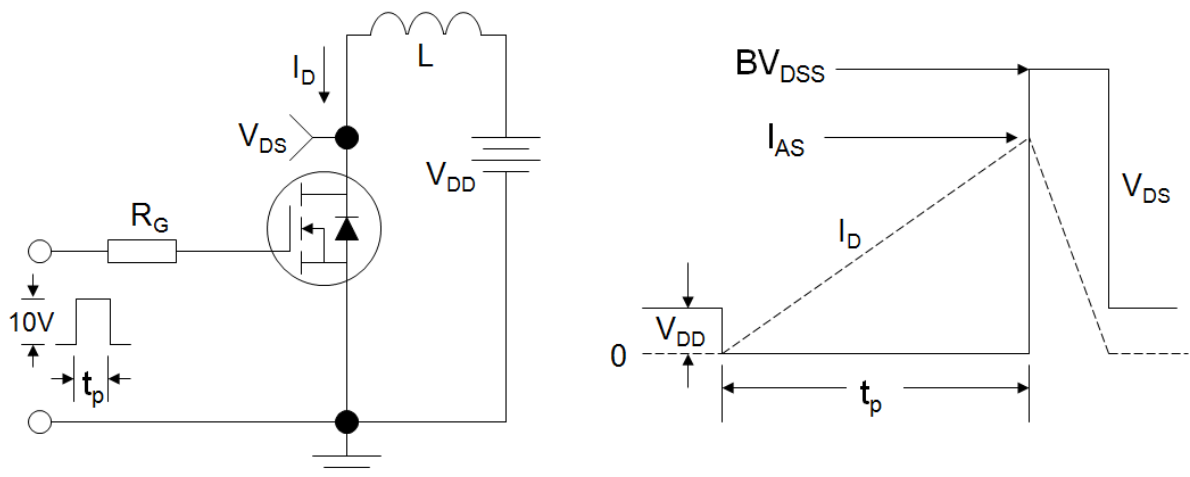 L
I_D
V_DS
V_DD
R_G
10V
t_p
BV_DSS
I_AS
V_DS
I_D
V_DD
0
t_p